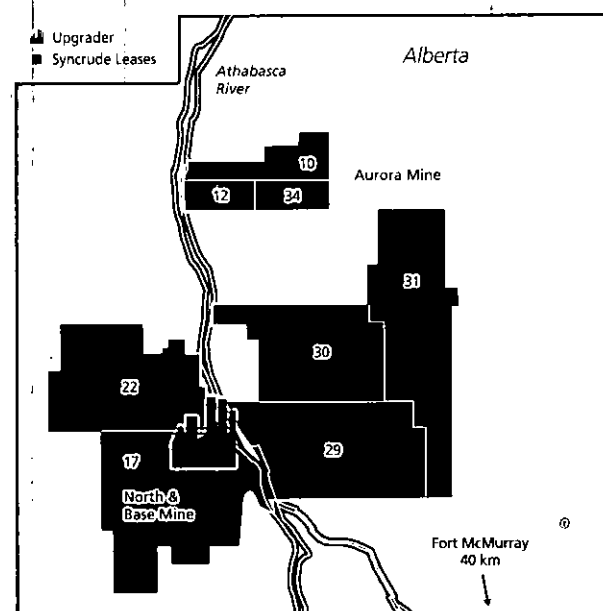 Upgrader
Syncrude Leases
Alberta
Athabasca
River
10
Aurora Mine
12
34
31
30
22
29
17
North &
Base Mine
Fort McMurray
40 km